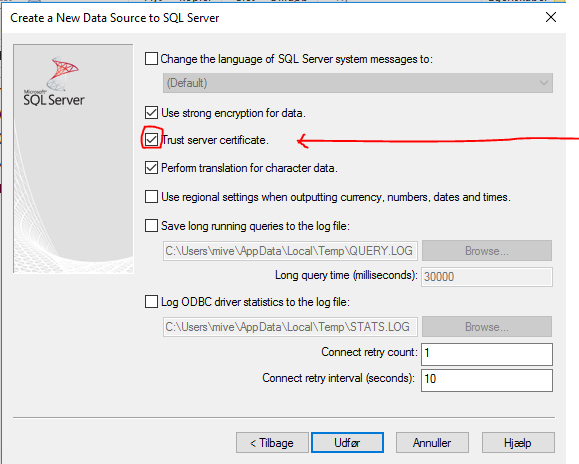 Create a New Data Source to SQL Server
Microsoft
SQL Server
Change the language of SQL Server system messages to:
(Default)
Use strong encryption for data.
Trust server certificate.
Perform translation for character data.
Use regional settings when outputting currency, numbers, dates and times.
Save long running queries to the log file:
C:\Users\mive\AppData\Local\Temp\QUERY.LOG
Browse...
Long query time (milliseconds):
30000
Log ODBC driver statistics to the log file:
C:\Users\mive\AppData\Local\Temp\STATS.LOG
Browse...
Connect retry count:
1
Connect retry interval (seconds):
10
< Tilbage
Udfør
Annuller
Hjælp